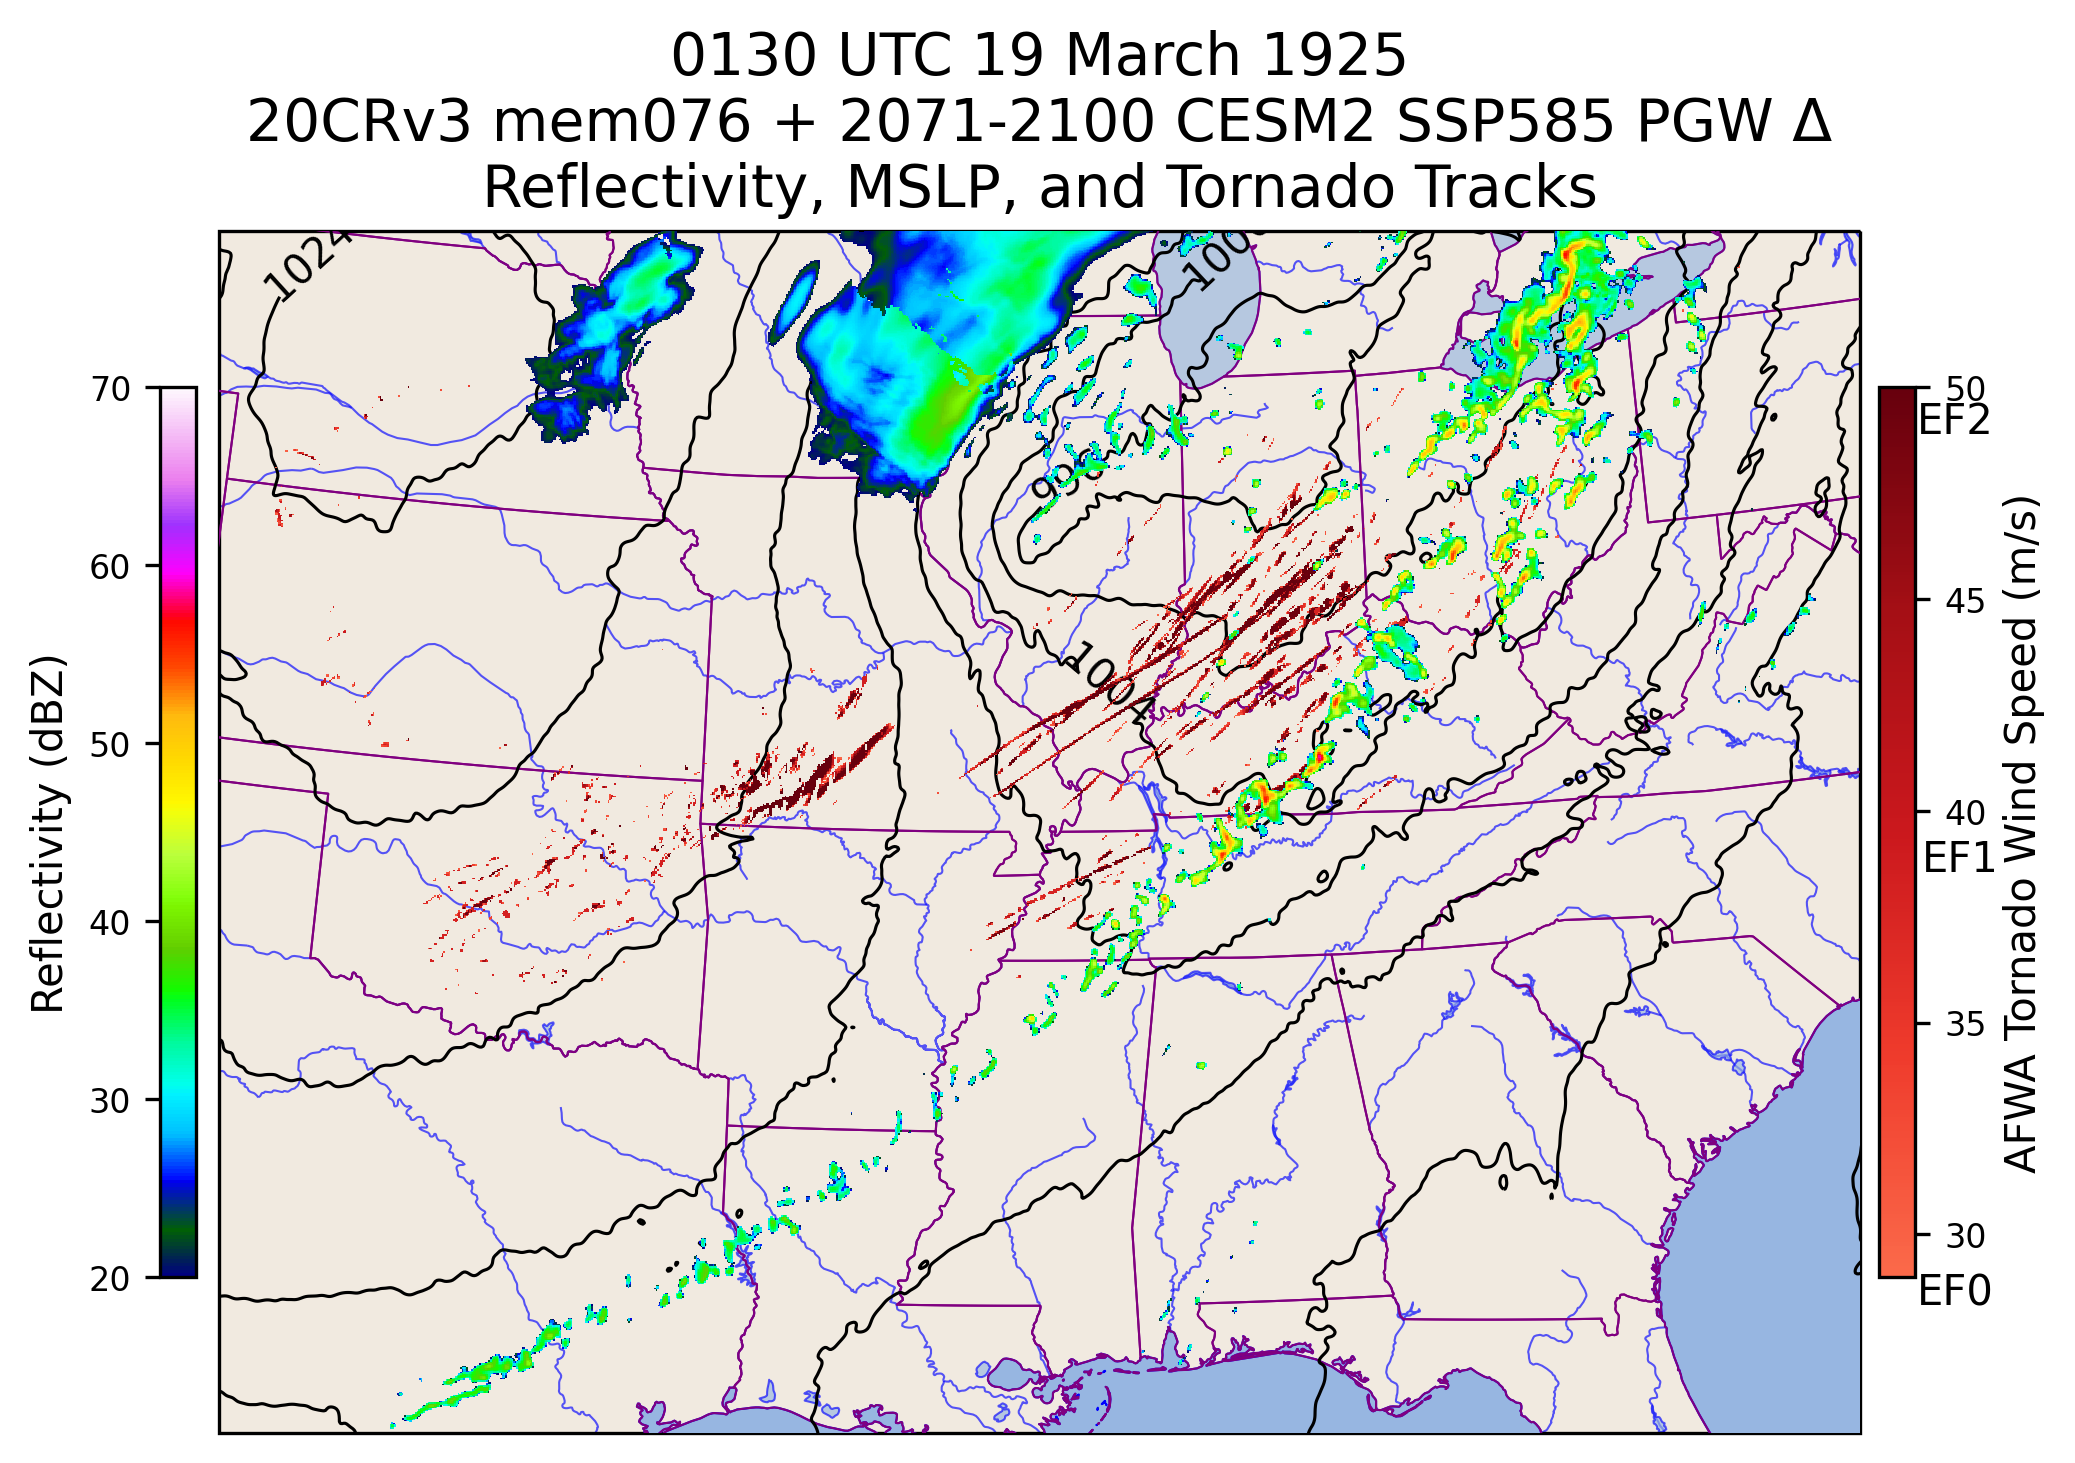 0130 UTC 19 March 1925
20CRv3 mem076 + 2071-2100 CESM2 SSP585 PGW Δ
Reflectivity, MSLP, and Tornado Tracks
1024
996
1004
70
60
50
40
30
20
Reflectivity (dBZ)
50
EF2
45
40
EF1
35
30
EF0
AFWA Tornado Wind Speed (m/s)